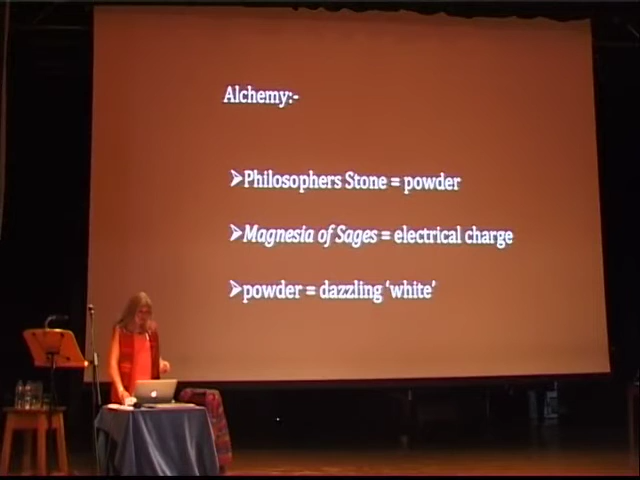 Alchemy:-
➢Philosophers Stone = powder
➢Magnesia of Sages = electrical charge
➢powder = dazzling ‘white’